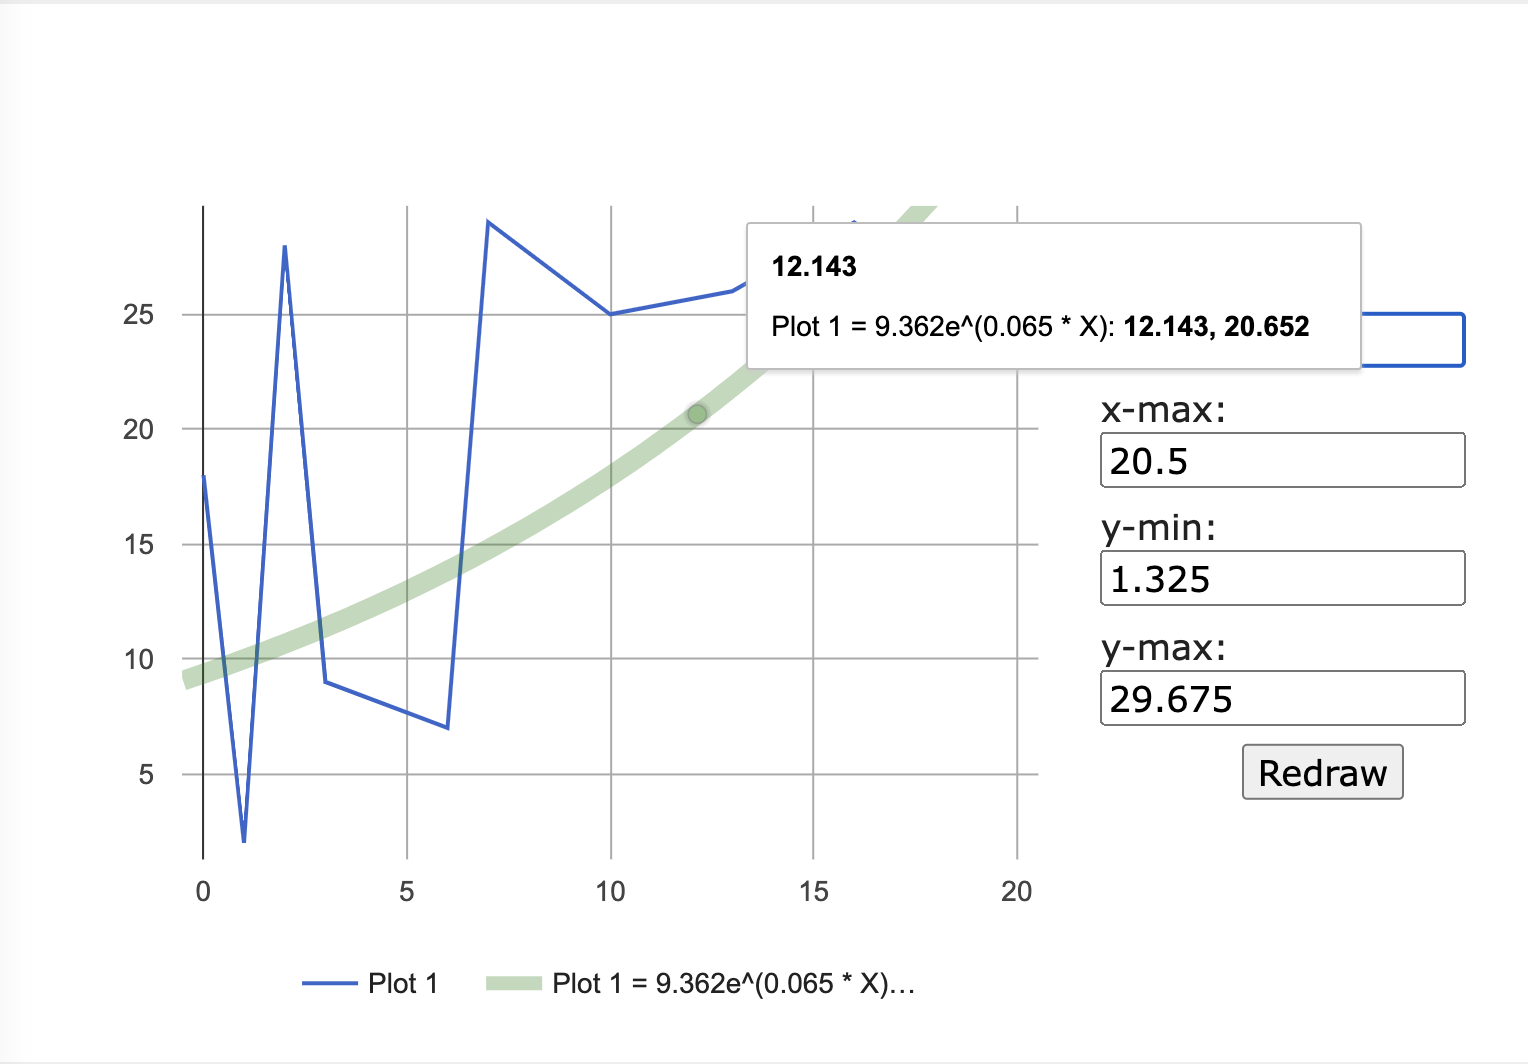 12.143
Plot 1 = 9.362e^(0.065 * X): 12.143, 20.652
25
20
15
10
5
0 5 10 15 20
Plot 1
Plot 1 = 9.362e^(0.065 * X)...
x-max:
20.5
y-min:
1.325
y-max:
29.675
Redraw